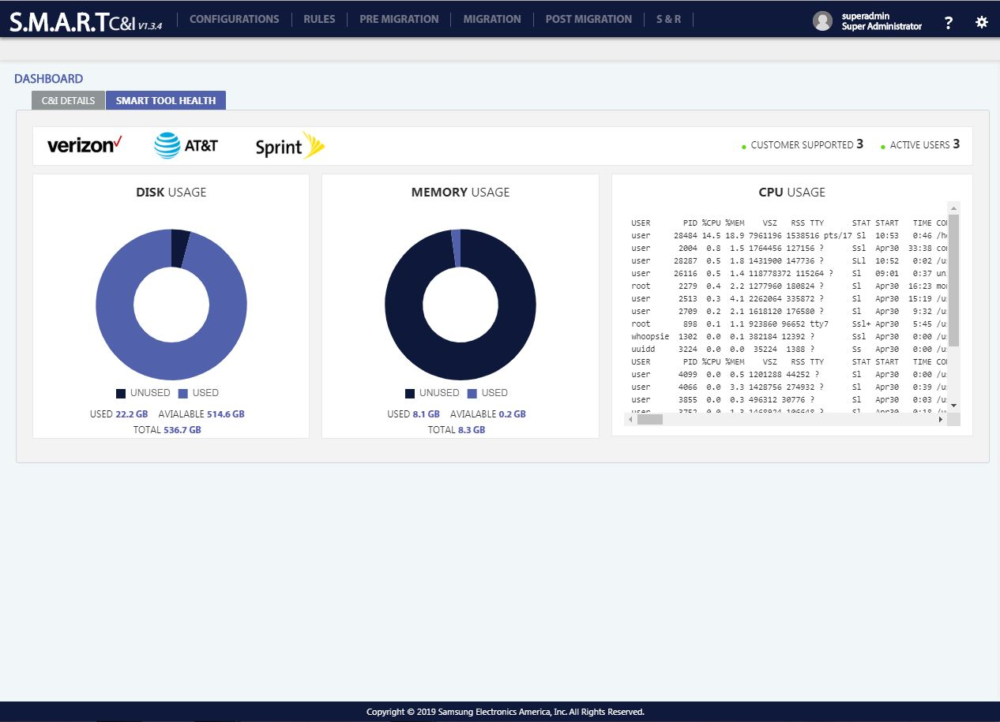 S.M.A.R.T C&I V1.3.4 CONFIGURATIONS RULES PRE MIGRATION MIGRATION POST MIGRATION S & R superadmin ?
Super Administrator
DASHBOARD
C&I DETAILS SMART TOOL HEALTH
verizon AT&T Sprint CUSTOMER SUPPORTED 3 ACTIVE USERS 3
DISK USAGE
UNUSED USED
USED 22.2 GB AVIALABLE 514.6 GB
TOTAL 536.7 GB
MEMORY USAGE
UNUSED USED
USED 8.1 GB AVIALABLE 0.2 GB
TOTAL 8.3 GB
CPU USAGE
USER PID %CPU %MEM VSZ RSS TTY STAT START TIME CO
user 28484 14.5 18.9 7961196 1538516 pts/17 Sl 10:53 0:46 /h
user 2004 0.8 1.5 1764456 127156 ? Ssl Apr30 33:38 co
user 28287 0.5 1.8 1431900 147736 ? SLl 10:52 0:02 /u
user 26116 0.5 1.4 118778372 115264 ? Sl 09:01 0:37 un
root 2279 0.4 2.2 1277960 180824 ? Sl Apr30 16:23 mo
user 2513 0.3 4.1 2262064 335872 ? Sl Apr30 15:19 /u
user 2709 0.2 2.1 1618120 176580 ? Sl Apr30 9:32 /u
root 898 0.1 1.1 923860 96652 tty7 Ssl+ Apr30 5:45 /u
whoopsie 1302 0.0 0.1 382184 12392 ? Ssl Apr30 0:00 /u
uuidd 3224 0.0 0.0 35224 1388 ? Ss Apr30 0:00 /u
USER PID %CPU %MEM VSZ RSS TTY STAT START TIME CO
user 4099 0.0 0.5 1201288 44252 ? Sl Apr30 0:00 /u
user 4066 0.0 3.3 1428756 274932 ? Sl Apr30 0:39 /u
user 3855 0.0 0.3 496312 30776 ? Sl Apr30 0:03 /u
user 3752 0.0 1.3 1468924 106648 ? Sl Apr30 0:18 /u
Copyright © 2019 Samsung Electronics America, Inc. All Rights Reserved.